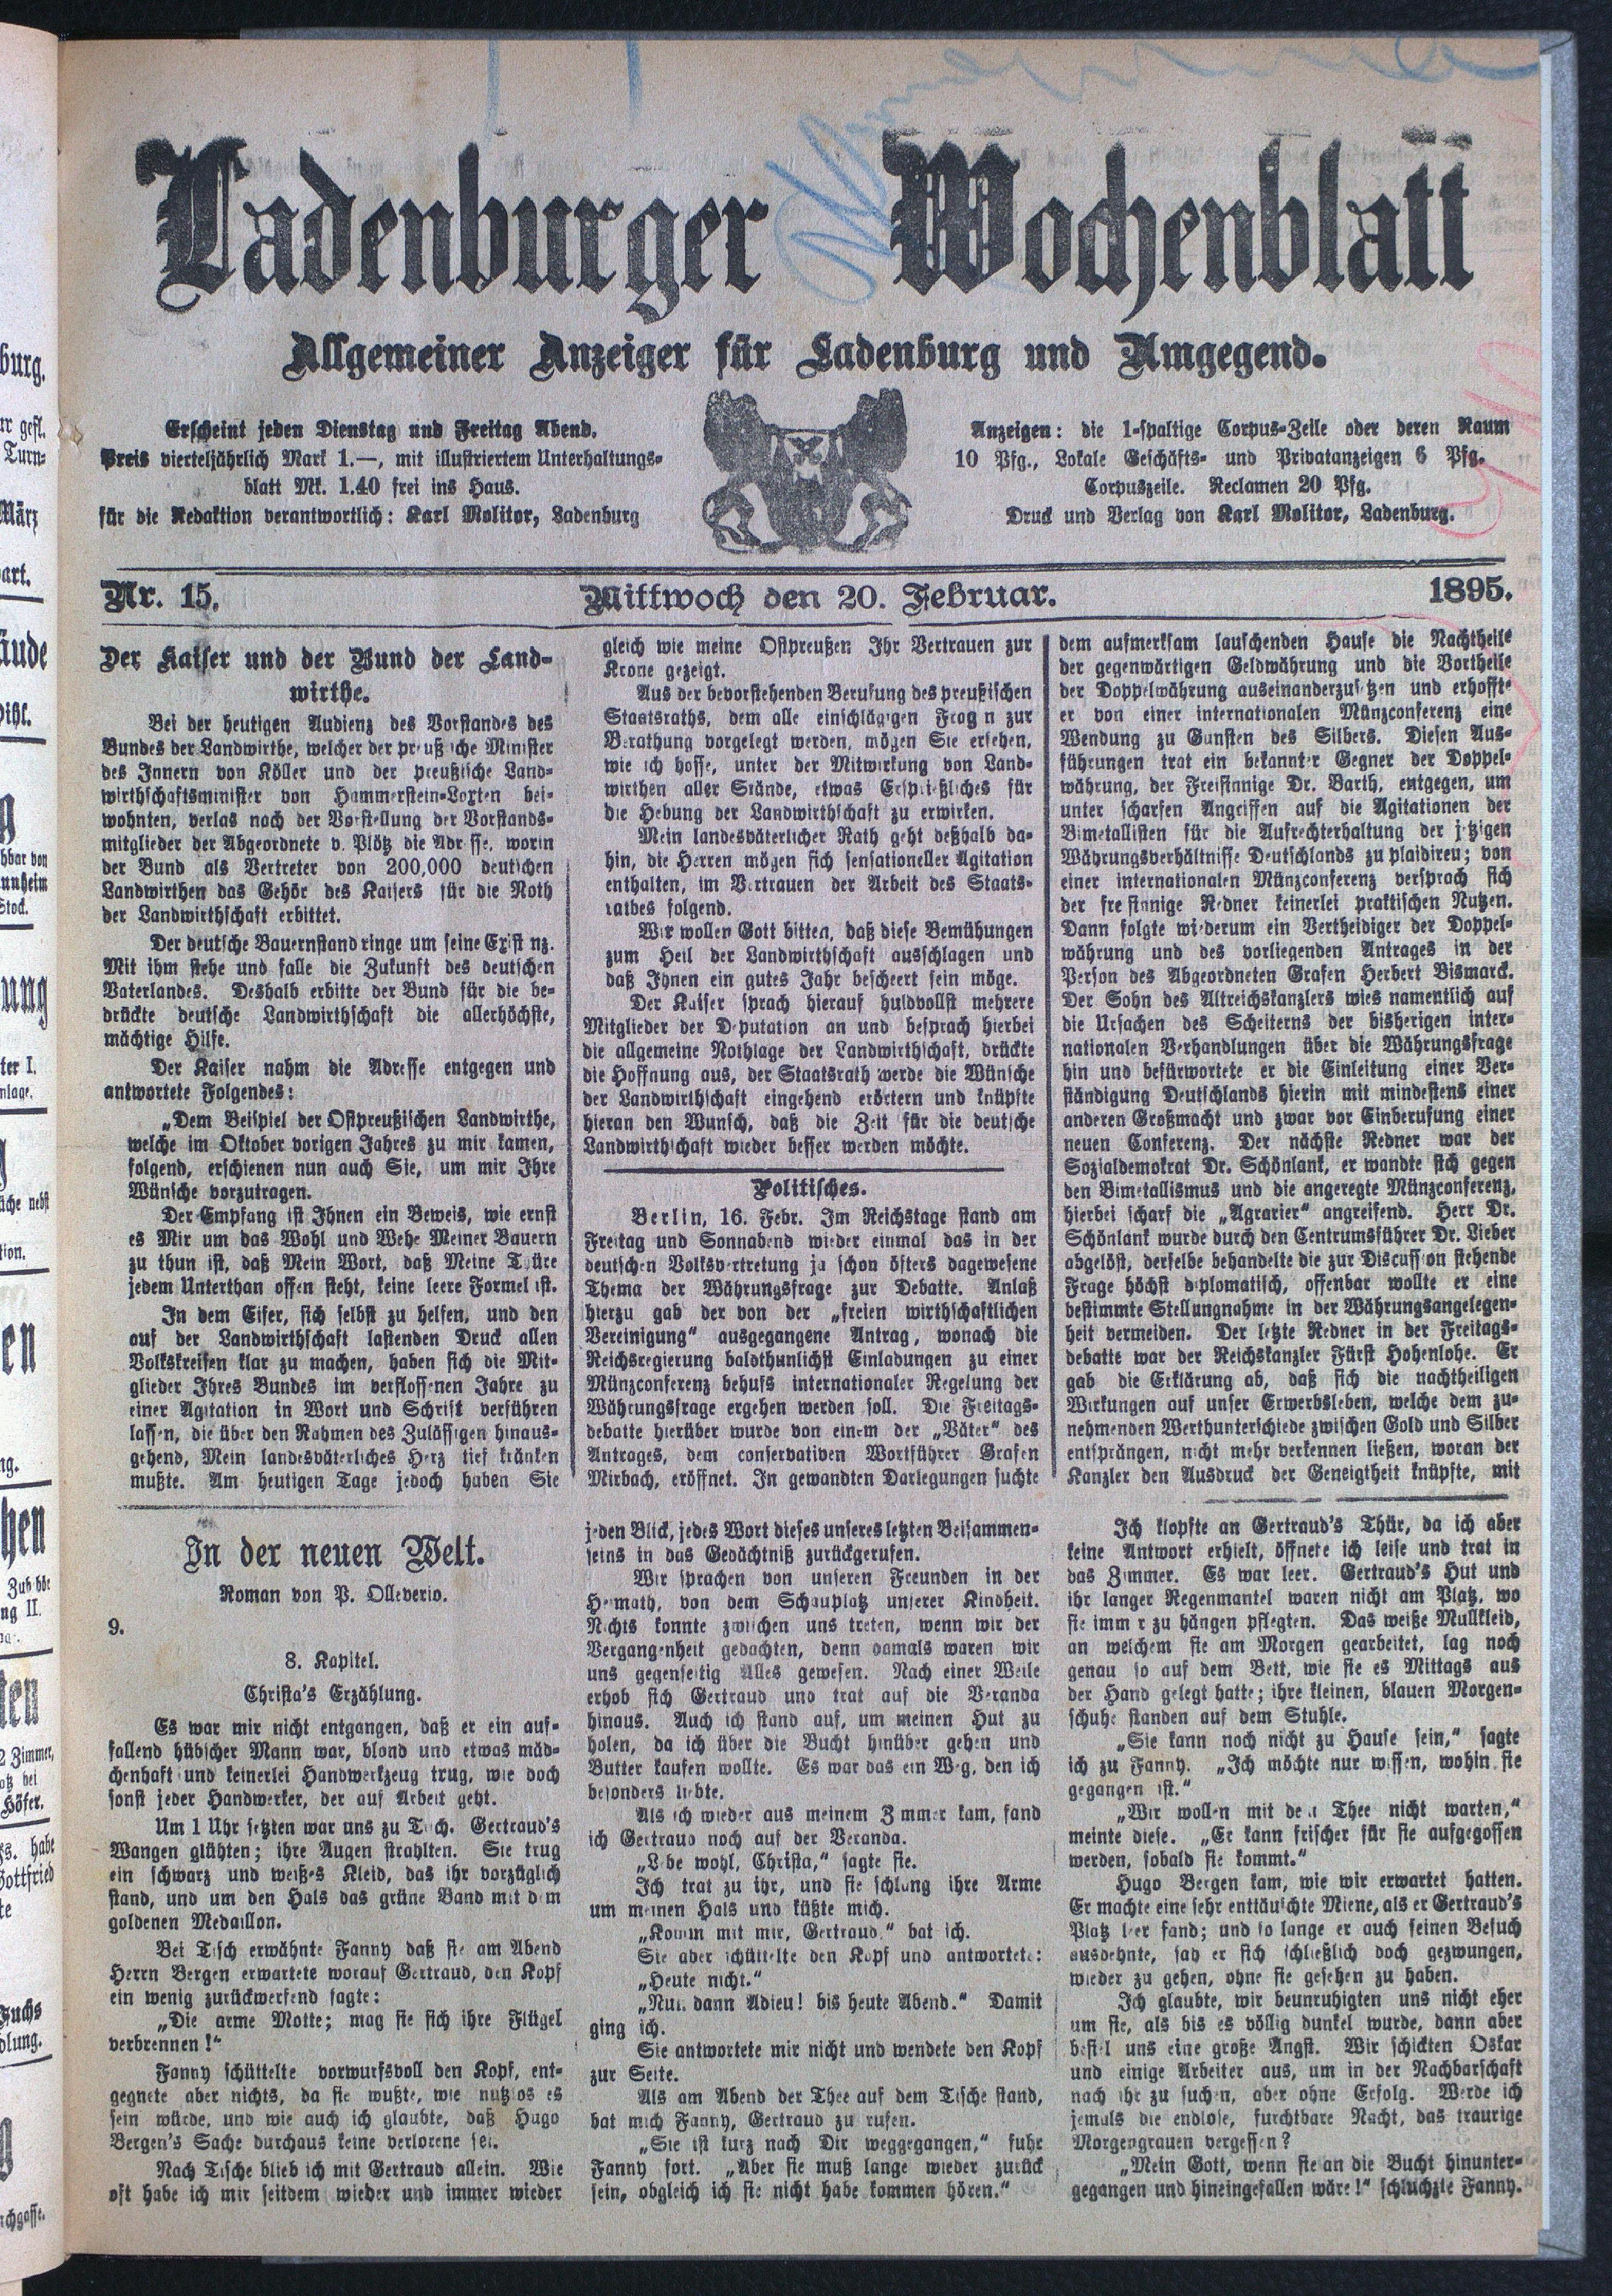 Ladenburger Wochenblatt
Allgemeiner Anzeiger für Ladenburg und Umgegend.
Erscheint jeden Dienstag und Freitag Abend.
Preis vierteljährlich Mark 1.—, mit illustriertem Unterhaltungs-
blatt Mk. 1.40 frei ins Haus.
für die Redaktion verantwortlich: Karl Molitor, Ladenburg
Anzeigen: die 1-spaltige Corpus-Zeile oder deren Raum
10 Pfg., Lokale Geschäfts- und Privatanzeigen 6 Pfg.
Corpuszeile. Reclamen 20 Pfg.
Druck und Verlag von Karl Molitor, Ladenburg.
Nr. 15.
Mittwoch den 20. Februar.
1895.
Der Kaiser und der Bund der Land-
wirthe.
Bei der heutigen Audienz des Vorstandes des
Bundes der Landwirthe, welcher der preußische Minister
des Innern von Köller und der preußische Land-
wirthschaftsminister von Hammerstein-Loxten bei-
wohnten, verlas nach der Vorstellung der Vorstands-
mitglieder der Abgeordnete v. Plötz die Adresse, worin
der Bund als Vertreter von 200,000 deutschen
Landwirthen das Gehör des Kaisers für die Noth
der Landwirthschaft erbittet.
Der deutsche Bauernstand ringe um seine Existenz.
Mit ihm stehe und falle die Zukunft des deutschen
Vaterlandes. Deshalb erbitte der Bund für die be-
drückte deutsche Landwirthschaft die allerhöchste,
mächtige Hilfe.
Der Kaiser nahm die Adresse entgegen und
antwortete Folgendes:
„Dem Beispiel der Ostpreußischen Landwirthe,
welche im Oktober vorigen Jahres zu mir kamen,
folgend, erschienen nun auch Sie, um mir Ihre
Wünsche vorzutragen.
Der Empfang ist Ihnen ein Beweis, wie ernst
es Mir um das Wohl und Wehe Meiner Bauern
zu thun ist, daß Mein Wort, daß Meine Thüre
jedem Unterthan offen steht, keine leere Formel ist.
In dem Eifer, sich selbst zu helfen, und den
auf der Landwirthschaft lastenden Druck allen
Volkskreisen klar zu machen, haben sich die Mit-
glieder Ihres Bundes im verflossenen Jahre zu
einer Agitation in Wort und Schrift verführen
lassen, die über den Rahmen des Zulässigen hinaus-
gehend, Mein landesväterliches Herz tief kränken
mußte. Am heutigen Tage jedoch haben Sie
gleich wie meine Ostpreußen Ihr Vertrauen zur
Krone gezeigt.
Aus der bevorstehenden Berufung des preußischen
Staatsraths, dem alle einschlägigen Fragen zur
Berathung vorgelegt werden, mögen Sie ersehen,
wie ich hoffe, unter der Mitwirkung von Land-
wirthen aller Stände, etwas Ersprießliches für
die Hebung der Landwirthschaft zu erwirken.
Mein landesväterlicher Rath geht deßhalb da-
hin, die Herren mögen sich sensationeller Agitation
enthalten, im Vertrauen der Arbeit des Staats-
rathes folgend.
Wir wollen Gott bitten, daß diese Bemühungen
zum Heil der Landwirthschaft ausschlagen und
daß Ihnen ein gutes Jahr bescheert sein möge.
Der Kaiser sprach hierauf huldvollst mehrere
Mitglieder der Deputation an und besprach hierbei
die allgemeine Nothlage der Landwirthschaft, drückte
die Hoffnung aus, der Staatsrath werde die Wünsche
der Landwirthschaft eingehend erörtern und knüpfte
hieran den Wunsch, daß die Zeit für die deutsche
Landwirthschaft wieder besser werden möchte.
Politisches.
Berlin, 16. Febr. Im Reichstage stand am
Freitag und Sonnabend wieder einmal das in der
deutschen Volksvertretung ja schon öfters dagewesene
Thema der Währungsfrage zur Debatte. Anlaß
hierzu gab der von der „freien wirthschaftlichen
Vereinigung“ ausgegangene Antrag, wonach die
Reichsregierung baldthunlichst Einladungen zu einer
Münzconferenz behufs internationaler Regelung der
Währungsfrage ergehen werden soll. Die Freitags-
debatte hierüber wurde von einem der „Väter“ des
Antrages, dem conservativen Wortführer Grafen
Mirbach, eröffnet. In gewandten Darlegungen suchte
dem aufmerksam lauschenden Hause die Nachtheile
der gegenwärtigen Geldwährung und die Vortheile
der Doppelwährung auseinanderzusetzen und erhoffte
er von einer internationalen Münzconferenz eine
Wendung zu Gunsten des Silbers. Diesen Aus-
führungen trat ein bekannter Gegner der Doppel-
währung, der Freisinnige Dr. Barth, entgegen, um
unter scharfen Angriffen auf die Agitationen der
Bimetallisten für die Aufrechterhaltung der jetzigen
Währungsverhältnisse Deutschlands zu plaidireu; von
einer internationalen Münzconferenz versprach sich
der freisinnige Redner keinerlei praktischen Nutzen.
Dann folgte wiederum ein Vertheidiger der Doppel-
währung und des vorliegenden Antrages in der
Person des Abgeordneten Grafen Herbert Bismarck.
Der Sohn des Altreichskanzlers wies namentlich auf
die Ursachen des Scheiterns der bisherigen inter-
nationalen Verhandlungen über die Währungsfrage
hin und befürwortete er die Einleitung einer Ver-
ständigung Deutschlands hierin mit mindestens einer
anderen Großmacht und zwar vor Einberufung einer
neuen Conferenz. Der nächste Redner war der
Sozialdemokrat Dr. Schönlank, er wandte sich gegen
den Bimetallismus und die angeregte Münzconferenz,
hierbei scharf die „Agrarier“ angreifend. Herr Dr.
Schönlank wurde durch den Centrumsführer Dr. Lieber
abgelöst, derselbe behandelte die zur Discussion stehende
Frage höchst diplomatisch, offenbar wollte er eine
bestimmte Stellungnahme in der Währungsangelegen-
heit vermeiden. Der letzte Redner in der Freitags-
debatte war der Reichskanzler Fürst Hohenlohe. Er
gab die Erklärung ab, daß sich die nachtheiligen
Wirkungen auf unser Erwerbsleben, welche dem zu-
nehmenden Werthunterschiede zwischen Gold und Silber
entsprängen, nicht mehr verkennen ließen, woran der
Kanzler den Ausdruck der Geneigtheit knüpfte, mit
In der neuen Welt.
Roman von P. Olleverio.
9.
8. Kapitel.
Christa's Erzählung.
Es war mir nicht entgangen, daß er ein auf-
fallend hübscher Mann war, blond und etwas mäd-
chenhaft und keinerlei Handwerkzeug trug, wie doch
sonst jeder Handwerker, der auf Arbeit geht.
Um 1 Uhr setzten war uns zu Tisch. Gertraud's
Wangen glühten; ihre Augen strahlten. Sie trug
ein schwarz und weißes Kleid, das ihr vorzüglich
stand, und um den Hals das grüne Band mit dem
goldenen Medaillon.
Bei Tisch erwähnte Fanny daß sie am Abend
Herrn Bergen erwartete worauf Gertraud, den Kopf
ein wenig zurückwerfend sagte:
„Die arme Motte; mag sie sich ihre Flügel
verbrennen!“
Fanny schüttelte vorwurfsvoll den Kopf, ent-
gegnete aber nichts, da sie wußte, wie nutzlos es
sein würde, und wie auch ich glaubte, daß Hugo
Bergen's Sache durchaus keine verlorene sei.
Nach Tische blieb ich mit Gertraud allein. Wie
oft habe ich mir seitdem wieder und immer wieder
jeden Blick, jedes Wort dieses unseres letzten Beisammen-
seins in das Gedächtniß zurückgerufen.
Wir sprachen von unseren Freunden in der
Heimath, von dem Schauplatz unserer Kindheit.
Nichts konnte zwischen uns treten, wenn wir der
Vergangenheit gedachten, denn damals waren wir
uns gegenseitig Alles gewesen. Nach einer Weile
erhob sich Gertraud und trat auf die Veranda
hinaus. Auch ich stand auf, um meinen Hut zu
holen, da ich über die Bucht hinüber gehen und
Butter kaufen wollte. Es war das ein Weg, den ich
besonders liebte.
Als ich wieder aus meinem Zimmer kam, fand
ich Gertraud noch auf der Veranda.
„Lebe wohl, Christa,“ sagte sie.
Ich trat zu ihr, und sie schlang ihre Arme
um meinen Hals und küßte mich.
„Komm mit mir, Gertraud,“ bat ich.
Sie aber schüttelte den Kopf und antwortete:
„Heute nicht.“
„Nun dann Adieu! bis heute Abend.“ Damit
ging ich.
Sie antwortete mir nicht und wendete den Kopf
zur Seite.
Als am Abend der Thee auf dem Tische stand,
bat mich Fanny, Gertraud zu rufen.
„Sie ist kurz nach Dir weggegangen,“ fuhr
Fanny fort. „Aber sie muß lange wieder zurück
sein, obgleich ich sie nicht habe kommen hören.“
Ich klopfte an Gertraud's Thür, da ich aber
keine Antwort erhielt, öffnete ich leise und trat in
das Zimmer. Es war leer. Gertraud's Hut und
ihr langer Regenmantel waren nicht am Platz, wo
sie immer zu hängen pflegten. Das weiße Mullkleid,
an welchem sie am Morgen gearbeitet, lag noch
genau so auf dem Bett, wie sie es Mittags aus
der Hand gelegt hatte; ihre kleinen, blauen Morgen-
schuhe standen auf dem Stuhle.
„Sie kann noch nicht zu Hause sein,“ sagte
ich zu Fanny. „Ich möchte nur wissen, wohin sie
gegangen ist.“
„Wir wollen mit dem Thee nicht warten,“
meinte diese. „Er kann frischer für sie aufgegossen
werden, sobald sie kommt.“
Hugo Bergen kam, wie wir erwartet hatten.
Er machte eine sehr enttäuschte Miene, als er Gertraud's
Platz leer fand; und so lange er auch seinen Besuch
ausdehnte, sah er sich schließlich doch gezwungen,
wieder zu gehen, ohne sie gesehen zu haben.
Ich glaubte, wir beunruhigten uns nicht eher
um sie, als bis es völlig dunkel wurde, dann aber
befiel uns eine große Angst. Wir schickten Oskar
und einige Arbeiter aus, um in der Nachbarschaft
nach ihr zu suchen, aber ohne Erfolg. Werde ich
jemals die endlose, furchtbare Nacht, das traurige
Morgengrauen vergessen?
„Mein Gott, wenn sie an die Bucht hinunter-
gegangen und hineingefallen wäre!“ schluchzte Fanny.